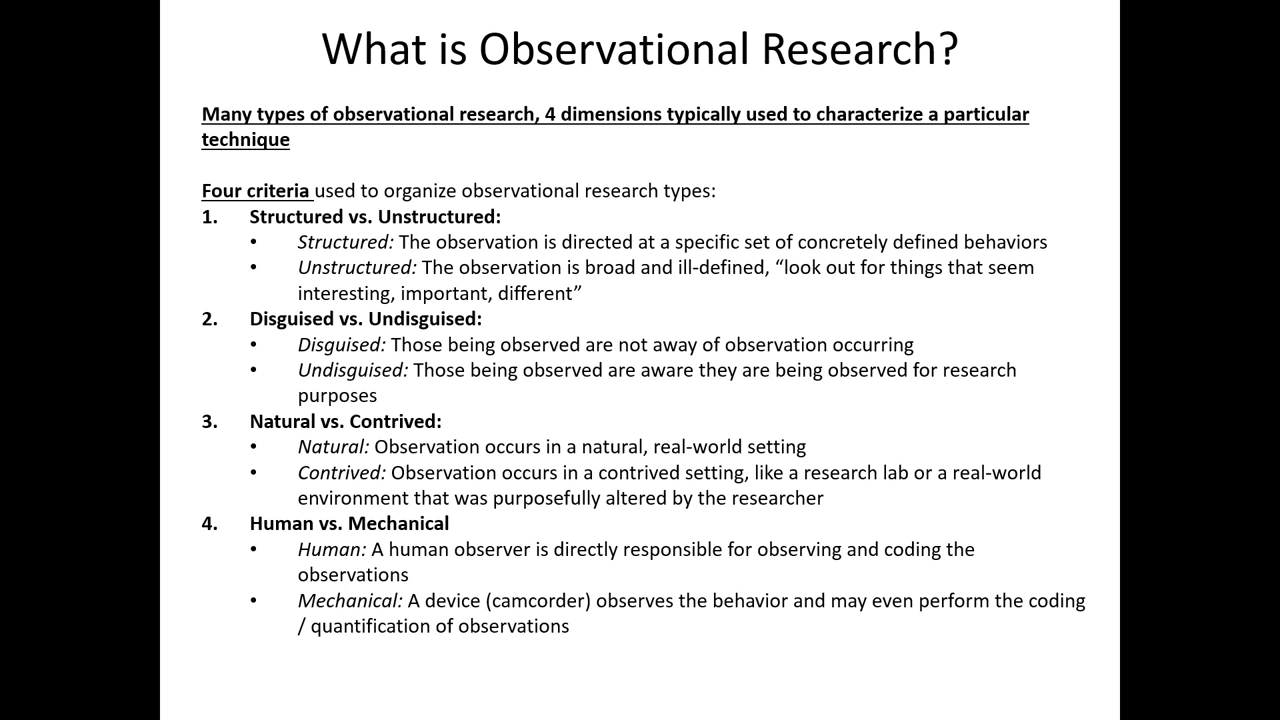 What is Observational Research?
Many types of observational research, 4 dimensions typically used to characterize a particular
technique
Four criteria used to organize observational research types:
1. Structured vs. Unstructured:
• Structured: The observation is directed at a specific set of concretely defined behaviors
• Unstructured: The observation is broad and ill-defined, “look out for things that seem
interesting, important, different”
2. Disguised vs. Undisguised:
• Disguised: Those being observed are not away of observation occurring
• Undisguised: Those being observed are aware they are being observed for research
purposes
3. Natural vs. Contrived:
• Natural: Observation occurs in a natural, real-world setting
• Contrived: Observation occurs in a contrived setting, like a research lab or a real-world
environment that was purposefully altered by the researcher
4. Human vs. Mechanical
• Human: A human observer is directly responsible for observing and coding the
observations
• Mechanical: A device (camcorder) observes the behavior and may even perform the coding
/ quantification of observations